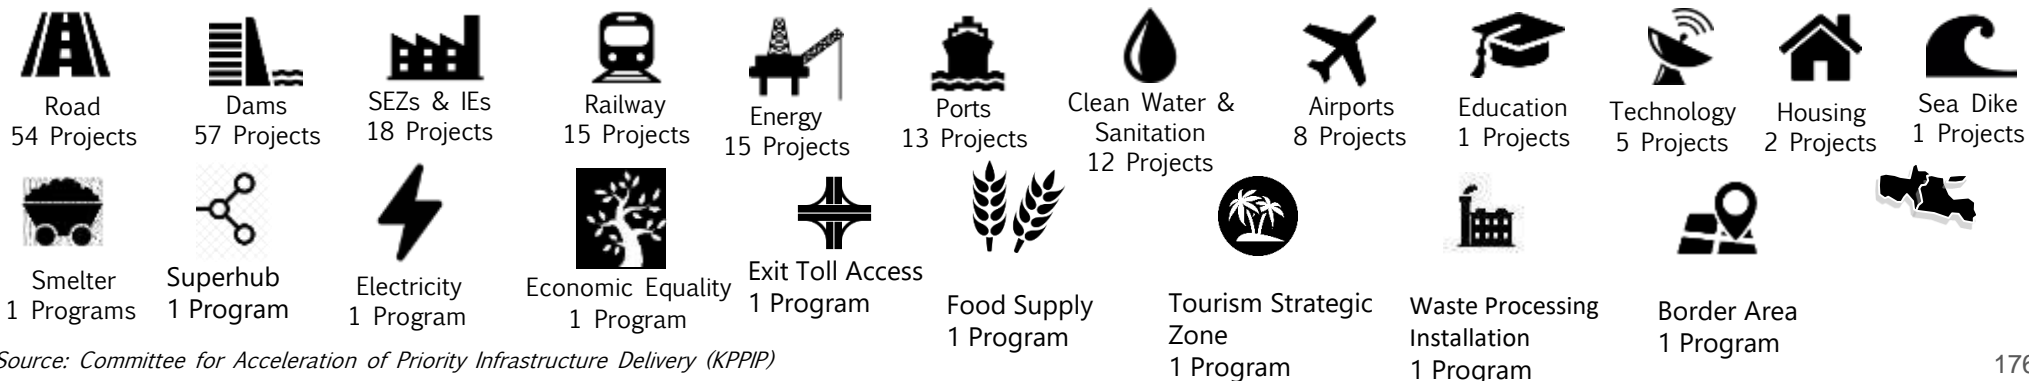 Road
54 Projects
Dams
57 Projects
SEZs & IEs
18 Projects
Railway
15 Projects
Energy
15 Projects
Ports
13 Projects
Clean Water &
Sanitation
12 Projects
Airports
8 Projects
Education
1 Projects
Technology
5 Projects
Housing
2 Projects
Sea Dike
1 Projects
Smelter
1 Programs
Superhub
1 Program
Electricity
1 Program
Economic Equality
1 Program
Exit Toll Access
1 Program
Food Supply
1 Program
Tourism Strategic
Zone
1 Program
Waste Processing
Installation
1 Program
Border Area
1 Program
Source: Committee for Acceleration of Priority Infrastructure Delivery (KPPIP)
176